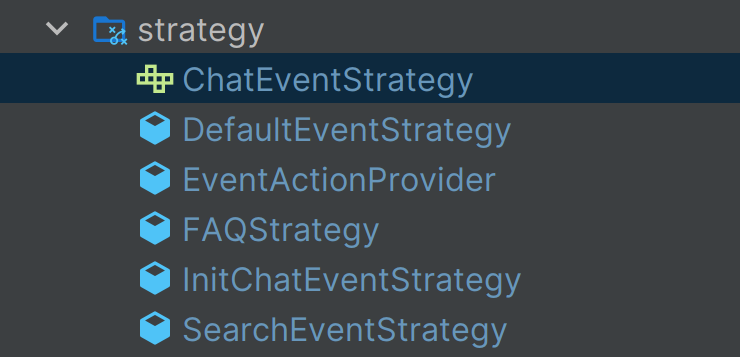 strategy
ChatEventStrategy
DefaultEventStrategy
EventActionProvider
FAQStrategy
InitChatEventStrategy
SearchEventStrategy